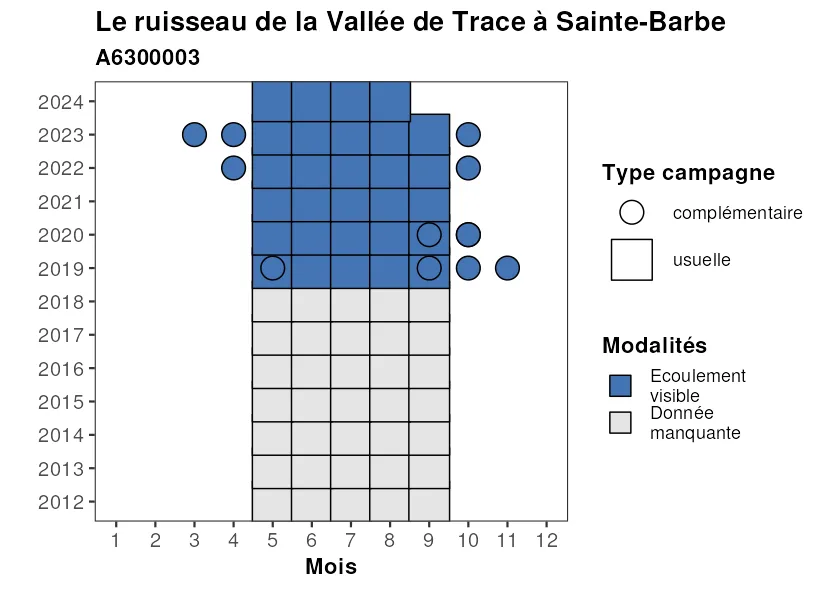 Le ruisseau de la Vallée de Trace à Sainte-Barbe
A6300003
2024
2023
2022
2021
2020
2019
2018
2017
2016
2015
2014
2013
2012
1 2 3 4 5 6 7 8 9 10 11 12
Mois
Type campagne
complémentaire
usuelle
Modalités
Ecoulement
visible
Donnée
manquante